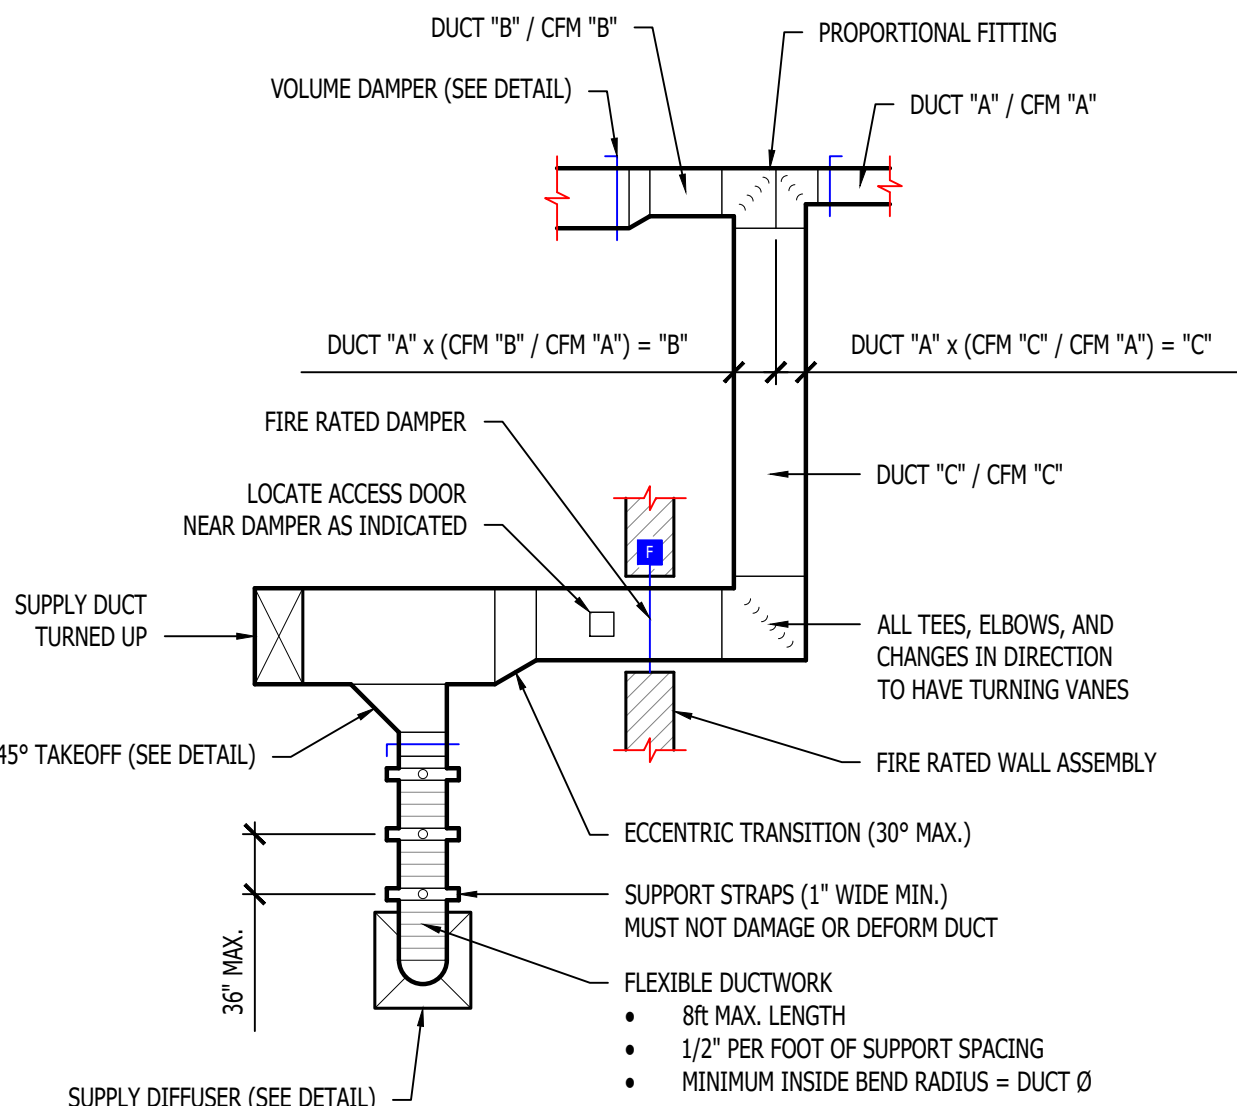 DUCT "B" / CFM "B"
PROPORTIONAL FITTING
VOLUME DAMPER (SEE DETAIL)
DUCT "A" / CFM "A"
DUCT "A" x (CFM "B" / CFM "A") = "B"
DUCT "A" x (CFM "C" / CFM "A") = "C"
FIRE RATED DAMPER
DUCT "C" / CFM "C"
LOCATE ACCESS DOOR
NEAR DAMPER AS INDICATED
F
SUPPLY DUCT
TURNED UP
ALL TEES, ELBOWS, AND
CHANGES IN DIRECTION
TO HAVE TURNING VANES
45° TAKEOFF (SEE DETAIL)
FIRE RATED WALL ASSEMBLY
ECCENTRIC TRANSITION (30° MAX.)
SUPPORT STRAPS (1" WIDE MIN.)
MUST NOT DAMAGE OR DEFORM DUCT
36" MAX.
FLEXIBLE DUCTWORK
• 8ft MAX. LENGTH
• 1/2" PER FOOT OF SUPPORT SPACING
• MINIMUM INSIDE BEND RADIUS = DUCT Ø
SUPPLY DIFFUSER (SEE DETAIL)